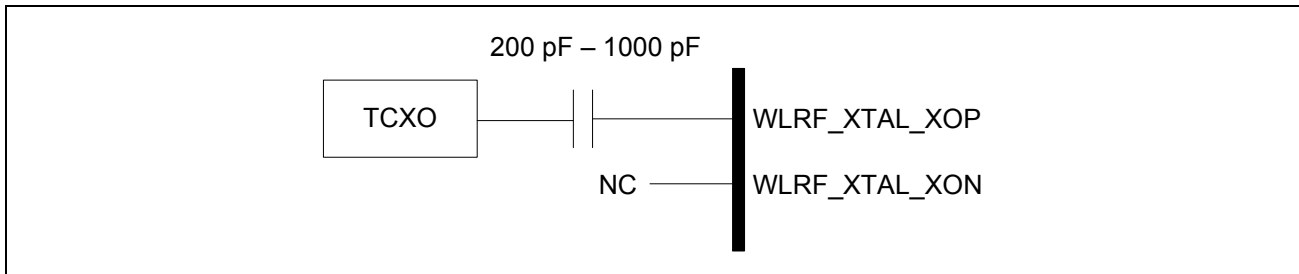 200 pF – 1000 pF
TCXO
WLRF_XTAL_XOP
NC
WLRF_XTAL_XON